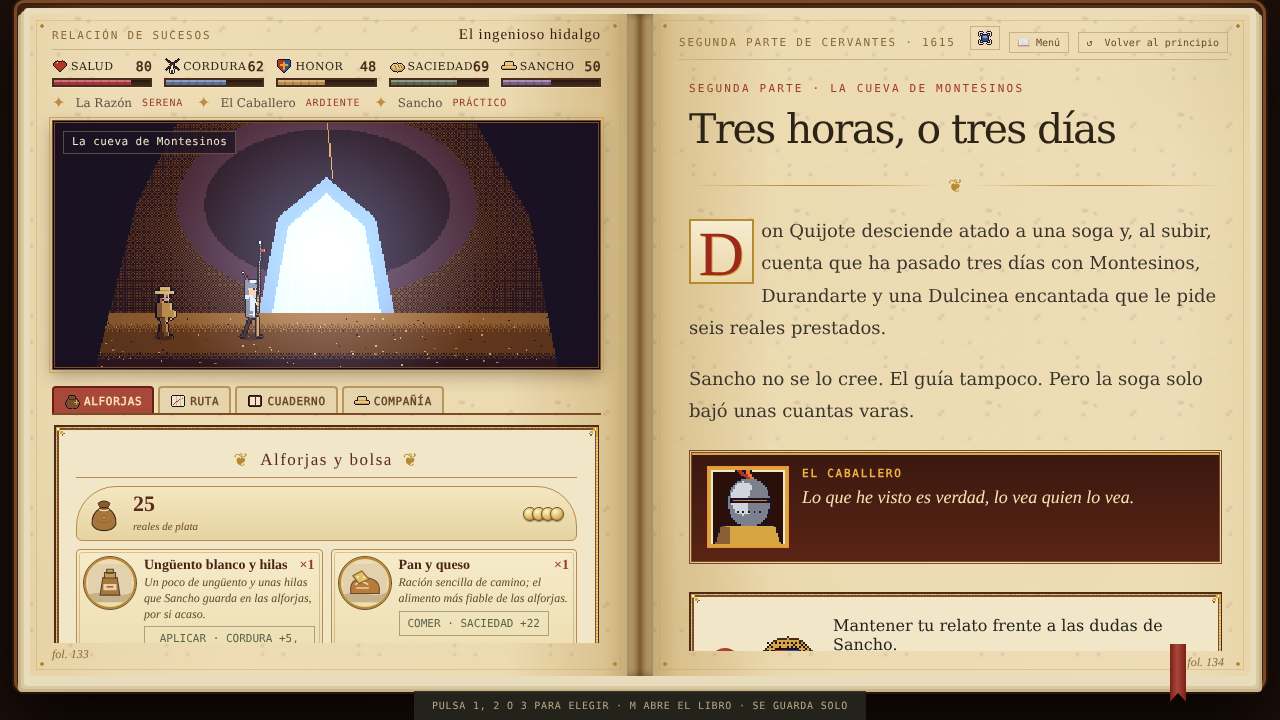 RELACIÓN DE SUCESOS
El ingenioso hidalgo
SALUD 80
CORDURA 62
HONOR 48
SACIEDAD 69
SANCHO 50
La Razón SERENA
El Caballero ARDIENTE
Sancho PRÁCTICO
La cueva de Montesinos
ALFORJAS
RUTA
CUADERNO
COMPAÑÍA
Alforjas y bolsa
25
reales de plata
Ungüento blanco y hilas ×1
Un poco de ungüento y unas hilas
que Sancho guarda en las alforjas,
por si acaso.
APLICAR · CORDURA +5,
Pan y queso ×1
Ración sencilla de camino; el
alimento más fiable de las alforjas.
COMER · SACIEDAD +22
fol. 133
SEGUNDA PARTE DE CERVANTES · 1615
Menú
↺ Volver al principio
SEGUNDA PARTE · LA CUEVA DE MONTESINOS
Tres horas, o tres días
Don Quijote desciende atado a una soga y, al subir,
cuenta que ha pasado tres días con Montesinos,
Durandarte y una Dulcinea encantada que le pide
seis reales prestados.
Sancho no se lo cree. El guía tampoco. Pero la soga solo
bajó unas cuantas varas.
EL CABALLERO
Lo que he visto es verdad, lo vea quien lo vea.
Mantener tu relato frente a las dudas de
Sancho.
fol. 134
PULSA 1, 2 O 3 PARA ELEGIR · M ABRE EL LIBRO · SE GUARDA SOLO